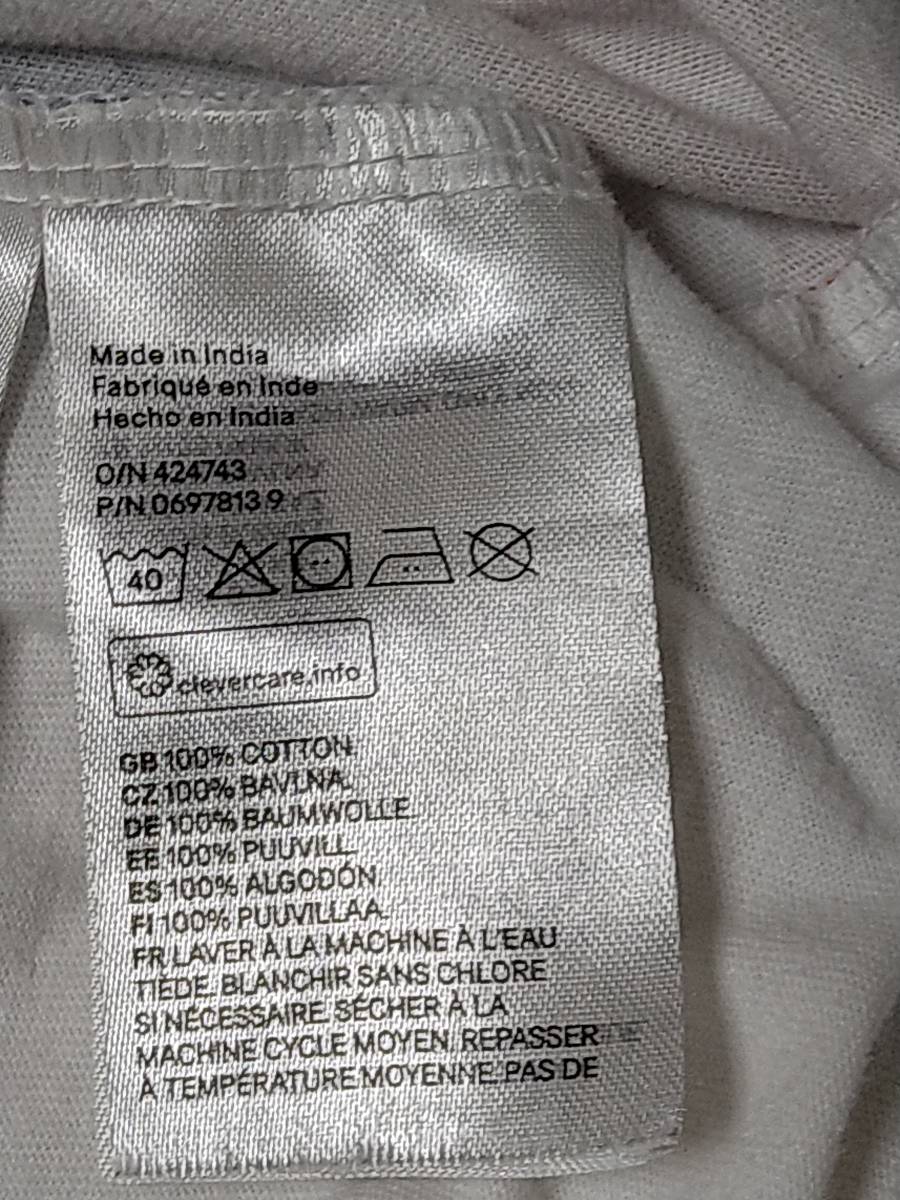 Made in India
Fabriqué en Inde
Hecho en India
O/N 424743
P/N 0697813 9
40
clevercare.info
GB 100% COTTON
CZ 100% BAVLNA
DE 100% BAUMWOLLE
EE 100% PUUVILL
ES 100% ALGODÓN
FI 100% PUUVILLAA
FR LAVER À LA MACHINE À L'EAU
TIÈDE. BLANCHIR SANS CHLORE
SI NÉCESSAIRE. SÉCHER À LA
MACHINE CYCLE MOYEN. REPASSER
À TEMPÉRATURE MOYENNE. PAS DE